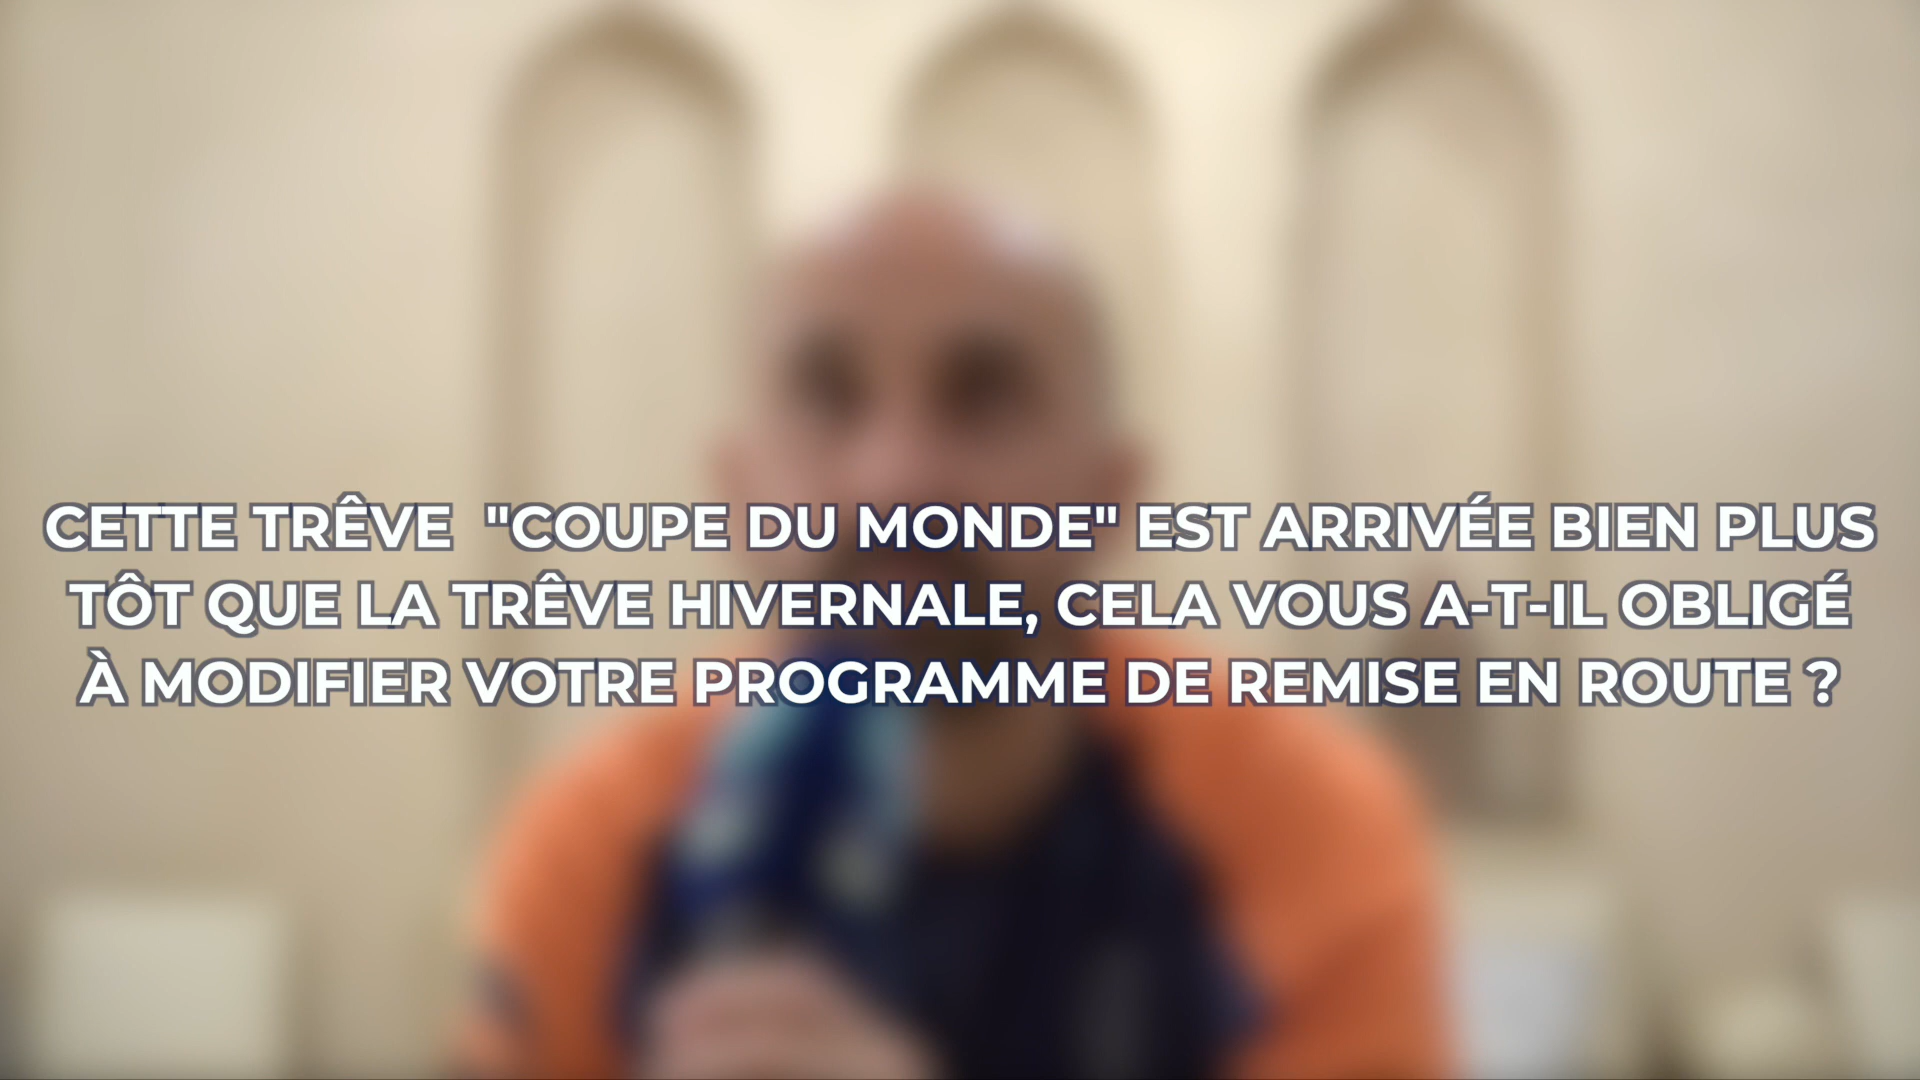 CETTE TRÊVE "COUPE DU MONDE" EST ARRIVÉE BIEN PLUS
TÔT QUE LA TRÊVE HIVERNALE, CELA VOUS A-T-IL OBLIGÉ
À MODIFIER VOTRE PROGRAMME DE REMISE EN ROUTE ?